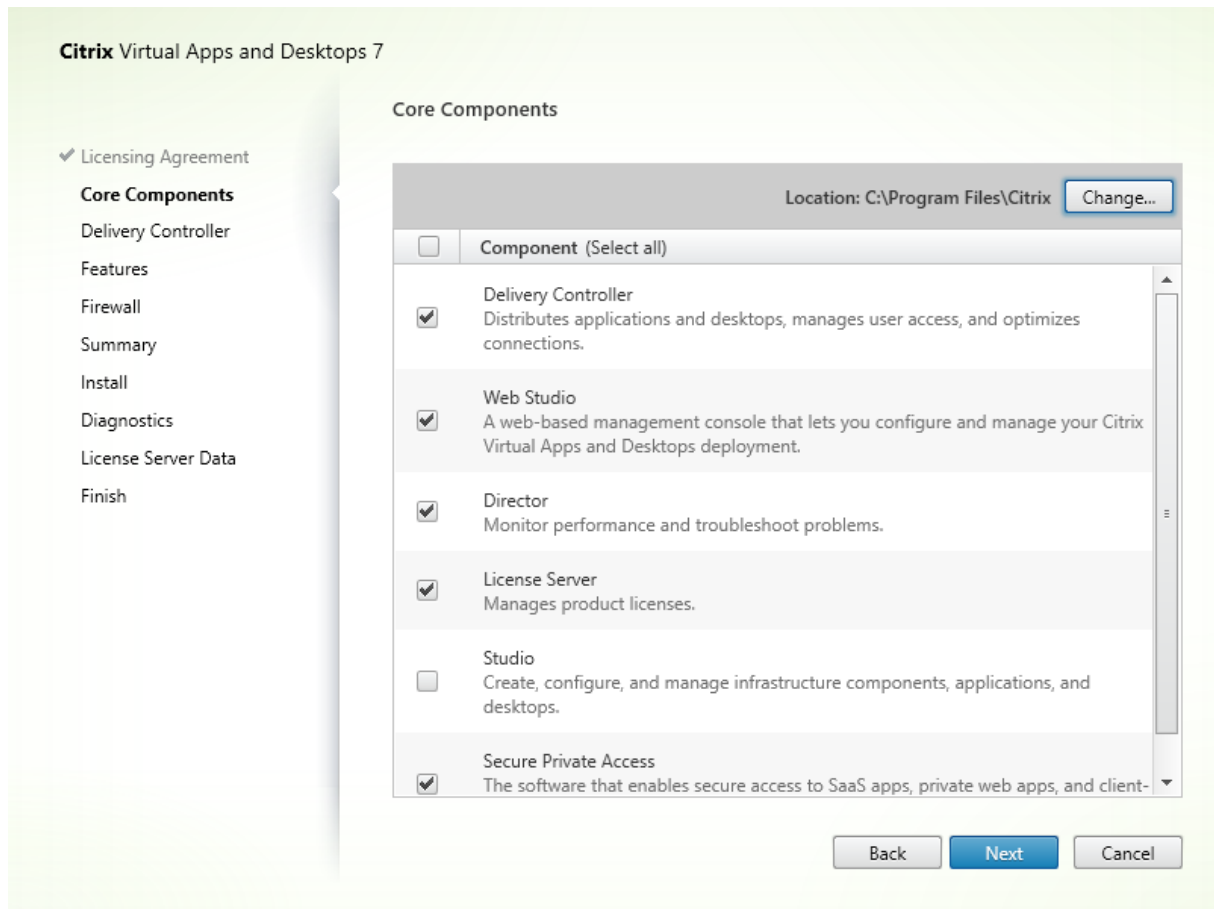 Citrix Virtual Apps and Desktops 7
Licensing Agreement
Core Components
Delivery Controller
Features
Firewall
Summary
Install
Diagnostics
License Server Data
Finish
Core Components
Location: C:\Program Files\Citrix
Change...
Component (Select all)
Delivery Controller
Distributes applications and desktops, manages user access, and optimizes
connections.
Web Studio
A web-based management console that lets you configure and manage your Citrix
Virtual Apps and Desktops deployment.
Director
Monitor performance and troubleshoot problems.
License Server
Manages product licenses.
Studio
Create, configure, and manage infrastructure components, applications, and
desktops.
Secure Private Access
The software that enables secure access to SaaS apps, private web apps, and client-
Back
Next
Cancel